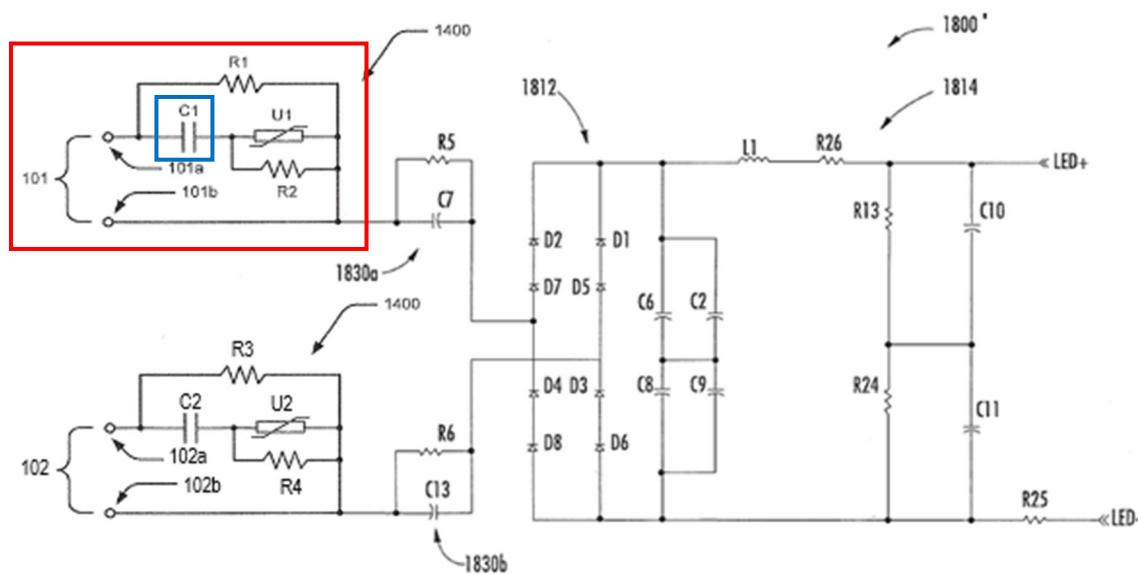 1400
1800'
R1
C1
U1
R2
101
101a
101b
R5
C7
1830a
1812
1814
L1
R26
LED+
D2
D1
D7
D5
C6
C2
R13
C10
D4
D3
C8
C9
D8
D6
R24
C11
R25
LED-
1400
R3
C2
U2
R4
102
102a
102b
R6
C13
1830b